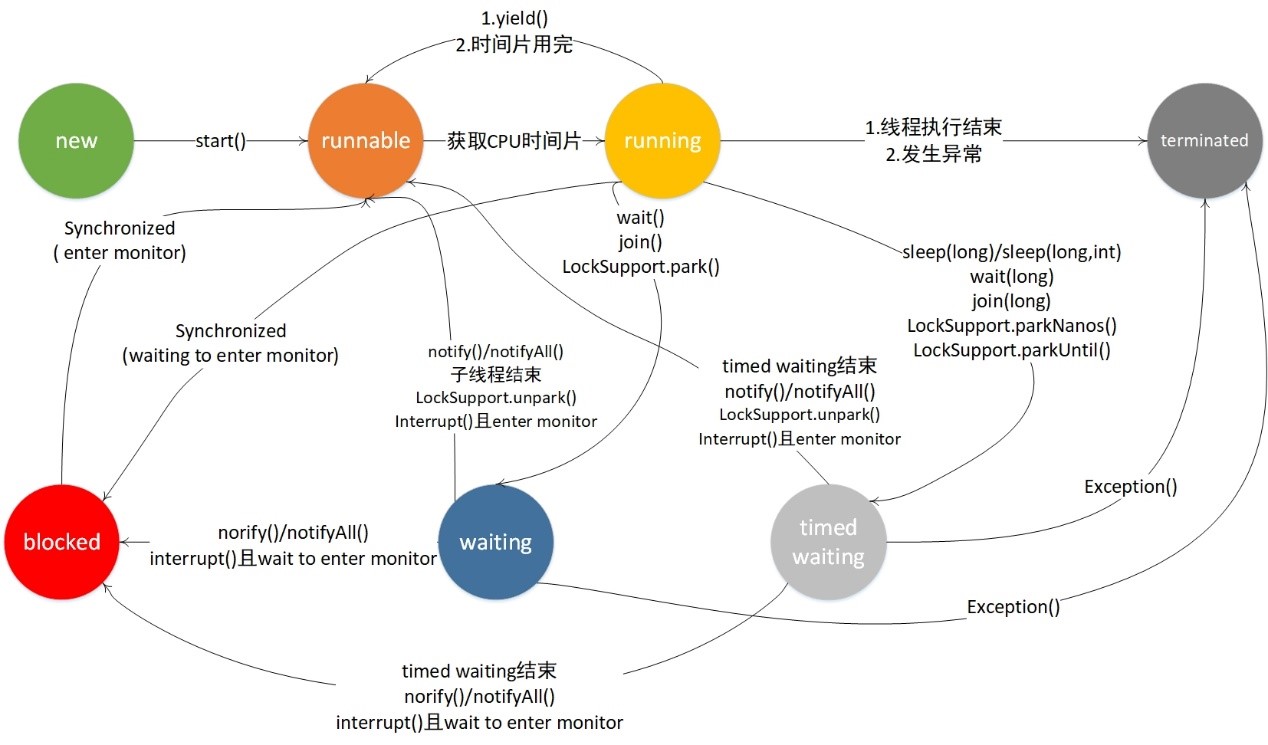 1.yield()
2.时间片用完
new
start()
runnable
获取CPU时间片
running
1.线程执行结束
2.发生异常
terminated
Synchronized
( enter monitor)
wait()
join()
LockSupport.park()
sleep(long)/sleep(long,int)
wait(long)
join(long)
LockSupport.parkNanos()
LockSupport.parkUntil()
Synchronized
(waiting to enter monitor)
notify()/notifyAll()
子线程结束
LockSupport.unpark()
Interrupt()且enter monitor
timed waiting结束
notify()/notifyAll()
LockSupport.unpark()
Interrupt()且enter monitor
Exception()
blocked
norify()/notifyAll()
interrupt()且wait to enter monitor
waiting
timed
waiting
Exception()
timed waiting结束
norify()/notifyAll()
interrupt()且wait to enter monitor